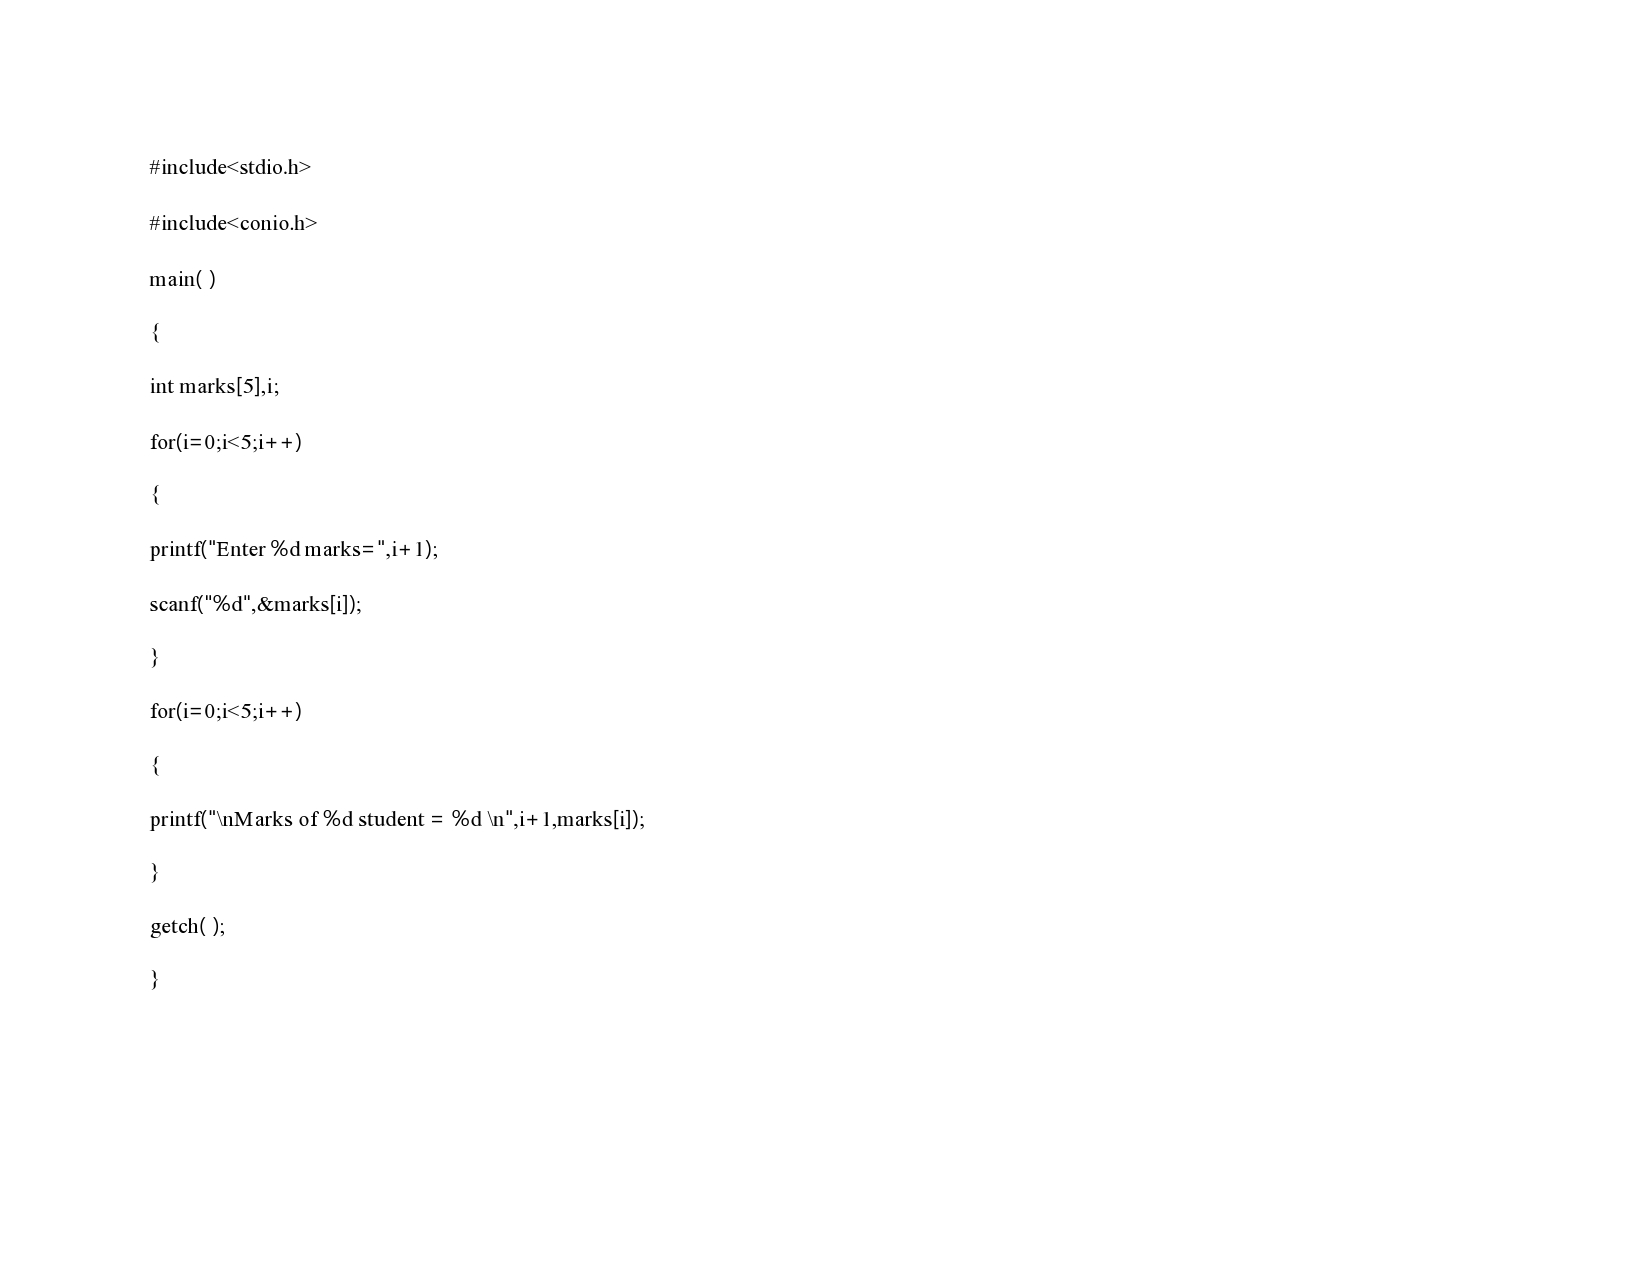 #include<stdio.h>
#include<conio.h>
main( )
{
int marks[5],i;
for(i=0;i<5;i++)
{
printf("Enter %d marks=",i+1);
scanf("%d",&marks[i]);
}
for(i=0;i<5;i++)
{
printf("\nMarks of %d student = %d \n",i+1,marks[i]);
}
getch( );
}